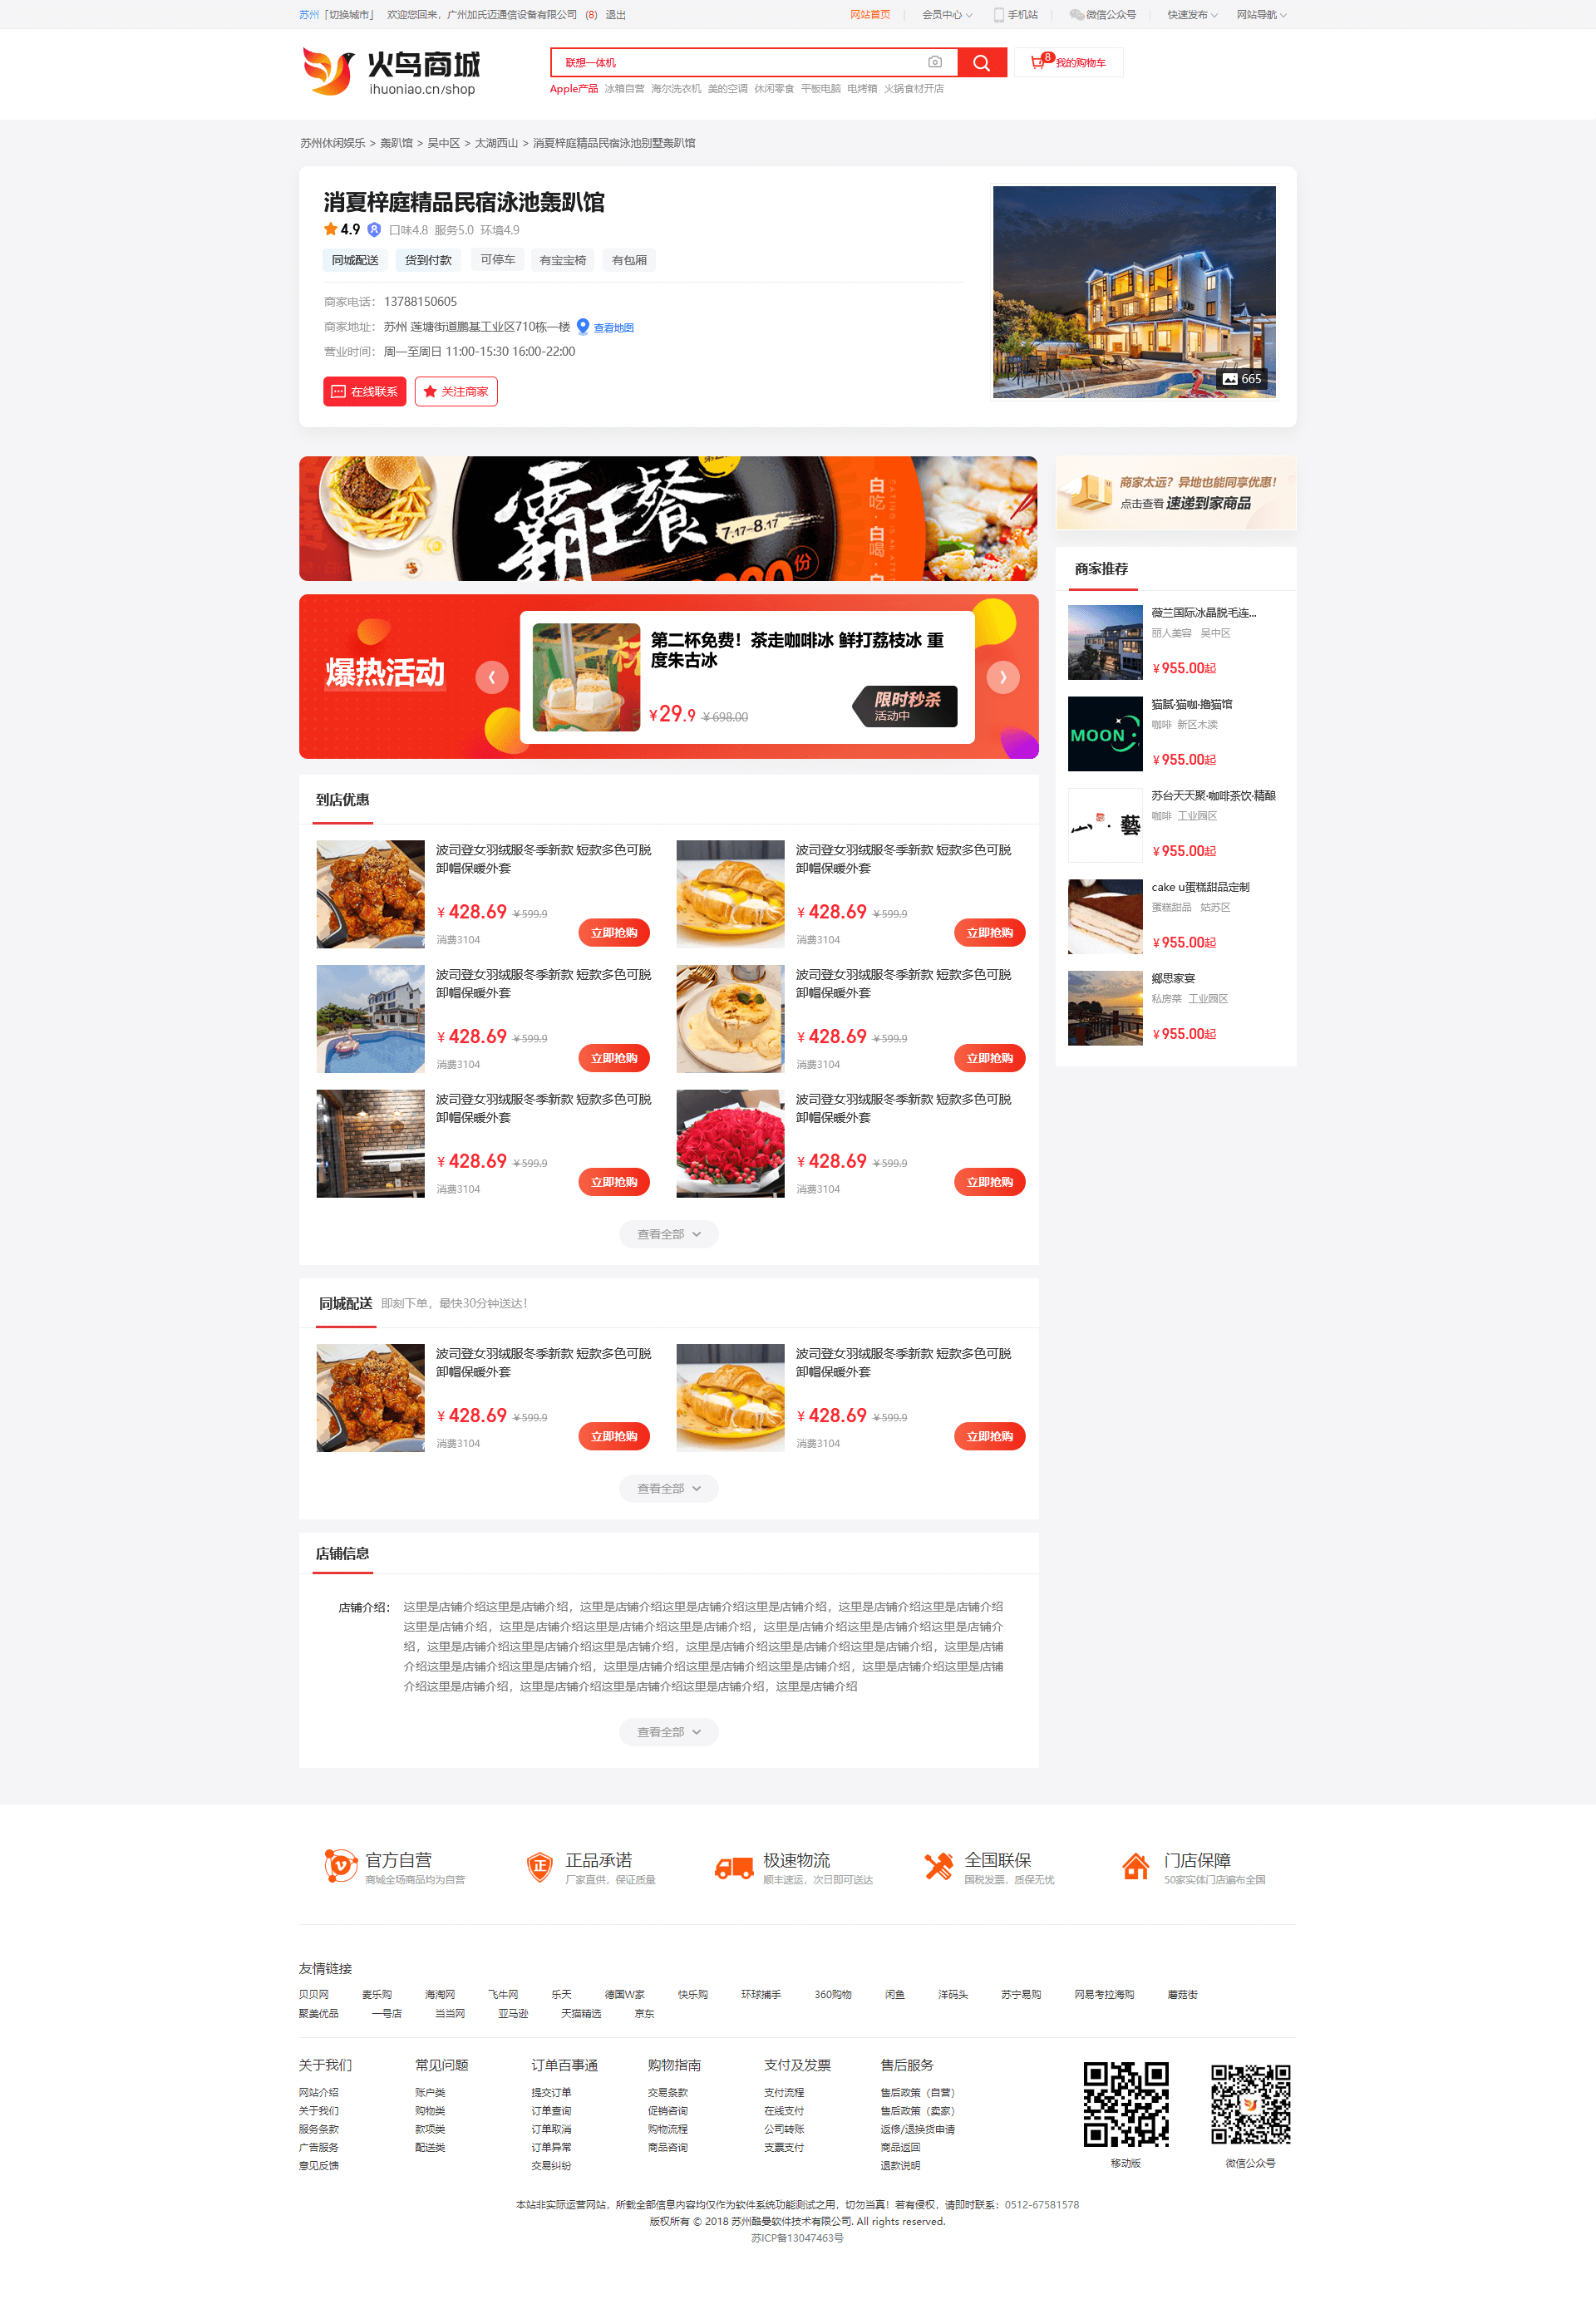 苏州「切换城市」 欢迎您回来，广州加氏迈通信设备有限公司 (8) 退出
网站首页 会员中心 手机站 微信公众号 快速发布 网站导航
火鸟商城
ihuoniao.cn/shop
联想一体机
8 我的购物车
Apple产品 冰箱自营 海尔洗衣机 美的空调 休闲零食 平板电脑 电烤箱 火锅食材开店
苏州休闲娱乐 > 轰趴馆 > 吴中区 > 太湖西山 > 消夏梓庭精品民宿泳池别墅轰趴馆
消夏梓庭精品民宿泳池轰趴馆
4.9 口味4.8 服务5.0 环境4.9
同城配送 货到付款 可停车 有宝宝椅 有包厢
商家电话： 13788150605
商家地址： 苏州 莲塘街道鹏基工业区710栋一楼 查看地图
营业时间： 周一至周日 11:00-15:30 16:00-22:00
在线联系 关注商家
665
霸王餐
7.17-8.17
份
白吃·白喝·白
商家太远？异地也能同享优惠！
点击查看 速递到家商品
爆热活动
第二杯免费！茶走咖啡冰 鲜打荔枝冰 重
度朱古冰
¥29.9 ¥698.00
限时秒杀
活动中
商家推荐
薇兰国际冰晶脱毛连...
丽人美容 吴中区
¥955.00起
MOON
猫腻·猫咖·撸猫馆
咖啡 新区木渎
¥955.00起
藝
苏台天天聚·咖啡茶饮·精酿
咖啡 工业园区
¥955.00起
cake u蛋糕甜品定制
蛋糕甜品 姑苏区
¥955.00起
鄉思家宴
私房菜 工业园区
¥955.00起
到店优惠
波司登女羽绒服冬季新款 短款多色可脱
卸帽保暖外套
¥428.69 ¥599.9
消费3104
立即抢购
波司登女羽绒服冬季新款 短款多色可脱
卸帽保暖外套
¥428.69 ¥599.9
消费3104
立即抢购
波司登女羽绒服冬季新款 短款多色可脱
卸帽保暖外套
¥428.69 ¥599.9
消费3104
立即抢购
波司登女羽绒服冬季新款 短款多色可脱
卸帽保暖外套
¥428.69 ¥599.9
消费3104
立即抢购
波司登女羽绒服冬季新款 短款多色可脱
卸帽保暖外套
¥428.69 ¥599.9
消费3104
立即抢购
波司登女羽绒服冬季新款 短款多色可脱
卸帽保暖外套
¥428.69 ¥599.9
消费3104
立即抢购
查看全部
同城配送 即刻下单，最快30分钟送达！
波司登女羽绒服冬季新款 短款多色可脱
卸帽保暖外套
¥428.69 ¥599.9
消费3104
立即抢购
波司登女羽绒服冬季新款 短款多色可脱
卸帽保暖外套
¥428.69 ¥599.9
消费3104
立即抢购
查看全部
店铺信息
店铺介绍： 这里是店铺介绍这里是店铺介绍，这里是店铺介绍这里是店铺介绍这里是店铺介绍，这里是店铺介绍这里是店铺介绍
这里是店铺介绍，这里是店铺介绍这里是店铺介绍这里是店铺介绍，这里是店铺介绍这里是店铺介绍这里是店铺介
绍，这里是店铺介绍这里是店铺介绍这里是店铺介绍，这里是店铺介绍这里是店铺介绍这里是店铺介绍，这里是店铺
介绍这里是店铺介绍这里是店铺介绍，这里是店铺介绍这里是店铺介绍这里是店铺介绍，这里是店铺介绍这里是店铺
介绍这里是店铺介绍，这里是店铺介绍这里是店铺介绍这里是店铺介绍，这里是店铺介绍
查看全部
官方自营
商城全场商品均为自营
正
正品承诺
厂家直供，保证质量
极速物流
顺丰速运，次日即可送达
全国联保
国税发票，质保无忧
门店保障
50家实体门店遍布全国
友情链接
贝贝网 麦乐购 海淘网 飞牛网 乐天 德国W家 快乐购 环球捕手 360购物 闲鱼 洋码头 苏宁易购 网易考拉海购 蘑菇街
聚美优品 一号店 当当网 亚马逊 天猫精选 京东
关于我们 常见问题 订单百事通 购物指南 支付及发票 售后服务
网站介绍 账户类 提交订单 交易条款 支付流程 售后政策（自营）
关于我们 购物类 订单查询 促销咨询 在线支付 售后政策（卖家）
服务条款 款项类 订单取消 购物流程 公司转账 返修/退换货申请
广告服务 配送类 订单异常 商品咨询 支票支付 商品返回
意见反馈 交易纠纷 退款说明
移动版 微信公众号
本站非实际运营网站，所载全部信息内容均仅作为软件系统功能测试之用，切勿当真！若有侵权，请即时联系：0512-67581578
版权所有 © 2018 苏州酷曼软件技术有限公司. All rights reserved.
苏ICP备13047463号